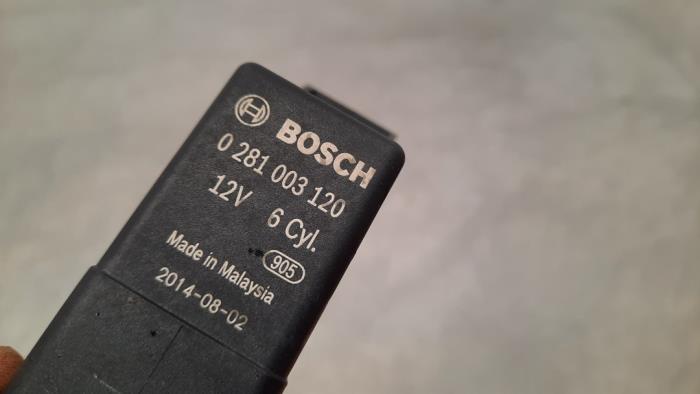 BOSCH
0 281 003 120
12V 6 Cyl.
905
Made in Malaysia
2014-08-02